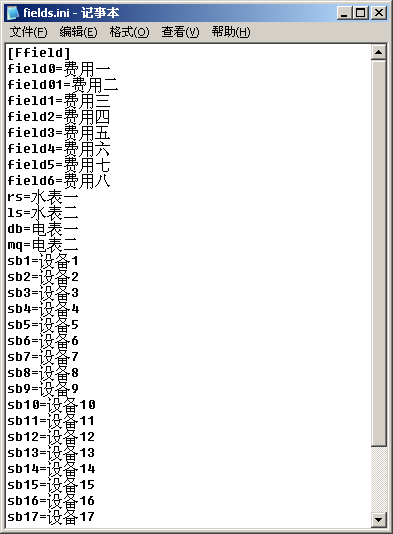 fields.ini - 记事本
文件(F) 编辑(E) 格式(O) 查看(V) 帮助(H)
[Ffield]
field0=费用一
field01=费用二
field1=费用三
field2=费用四
field3=费用五
field4=费用六
field5=费用七
field6=费用八
rs=水表一
ls=水表二
db=电表一
mq=电表二
sb1=设备1
sb2=设备2
sb3=设备3
sb4=设备4
sb5=设备5
sb6=设备6
sb7=设备7
sb8=设备8
sb9=设备9
sb10=设备10
sb11=设备11
sb12=设备12
sb13=设备13
sb14=设备14
sb15=设备15
sb16=设备16
sb17=设备17